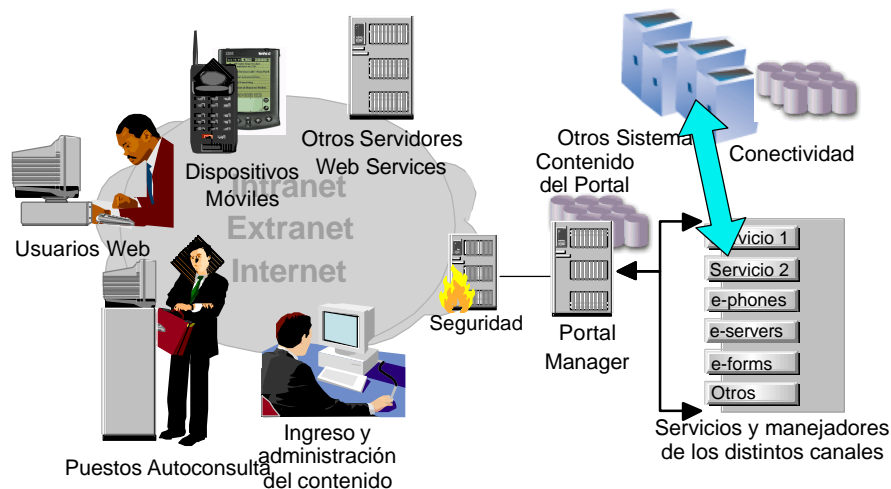 Otros Servidores
Web Services
Dispositivos
Móviles
Otros Sistema
Contenido
del Portal
Conectividad
Intranet
Extranet
Internet
Usuarios Web
Seguridad
Portal
Manager
Servicio 2
e-phones
e-servers
e-forms
Otros
Servicios y manejadores
de los distintos canales
Puestos Autoconsulta
Ingreso y
administración
del contenido